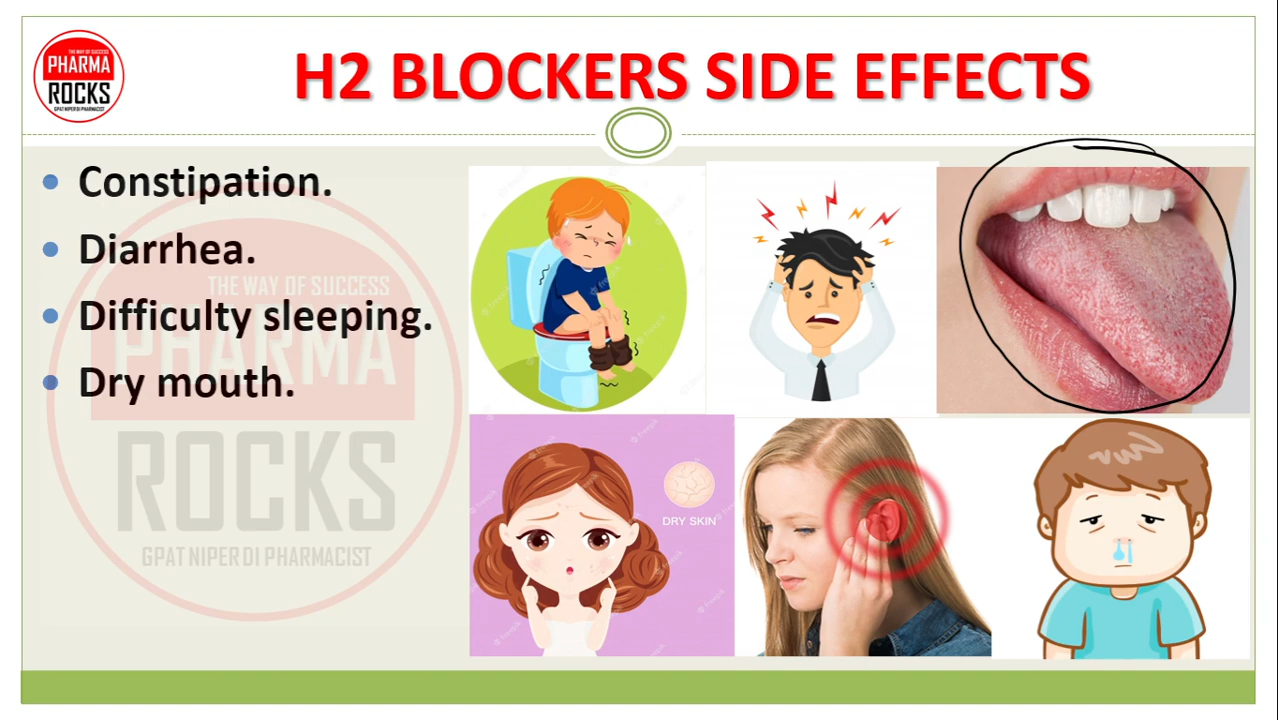 THE WAY OF SUCCESS
PHARMA
ROCKS
GPAT NIPER DI PHARMACIST
H2 BLOCKERS SIDE EFFECTS
• Constipation.
• Diarrhea.
• Difficulty sleeping.
• Dry mouth.
THE WAY OF SUCCESS
PHARMA
ROCKS
GPAT NIPER DI PHARMACIST
DRY SKIN